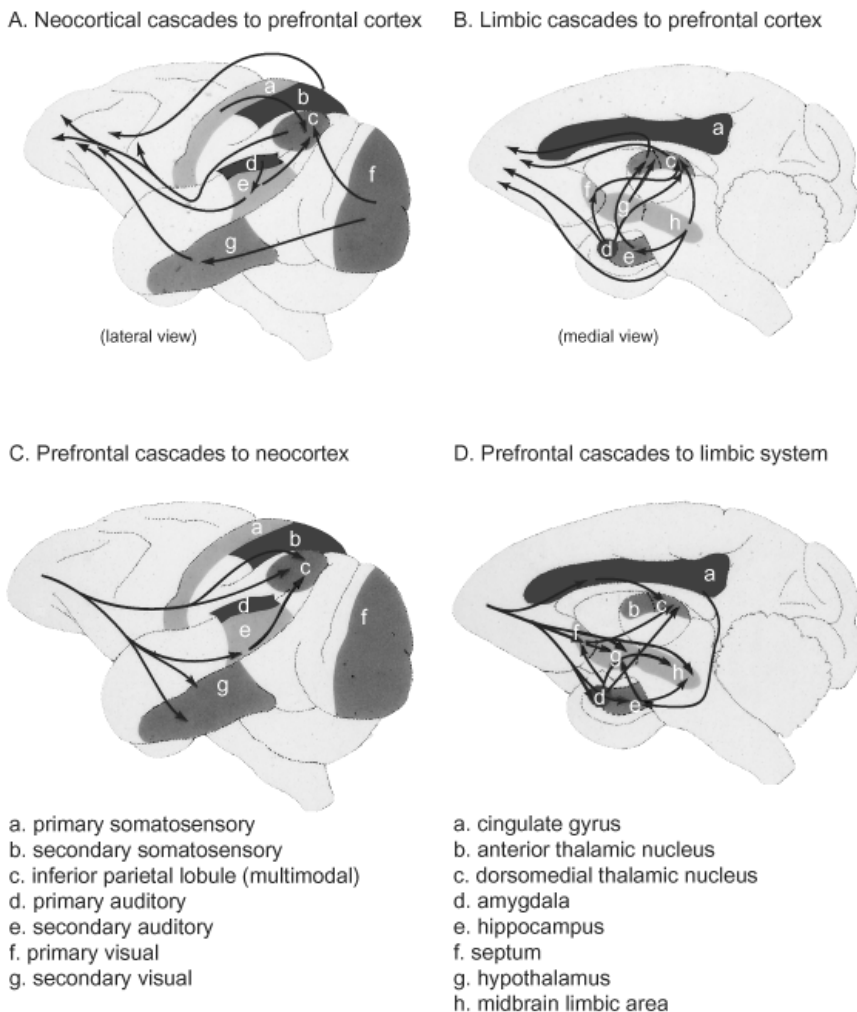 A. Neocortical cascades to prefrontal cortex
B. Limbic cascades to prefrontal cortex
a
b
c
d
e
f
g
(lateral view)
a
c
f
g
h
d
e
(medial view)
C. Prefrontal cascades to neocortex
D. Prefrontal cascades to limbic system
a
b
c
d
e
f
g
a
b
c
f
g
h
d
e
a. primary somatosensory
b. secondary somatosensory
c. inferior parietal lobule (multimodal)
d. primary auditory
e. secondary auditory
f. primary visual
g. secondary visual
a. cingulate gyrus
b. anterior thalamic nucleus
c. dorsomedial thalamic nucleus
d. amygdala
e. hippocampus
f. septum
g. hypothalamus
h. midbrain limbic area